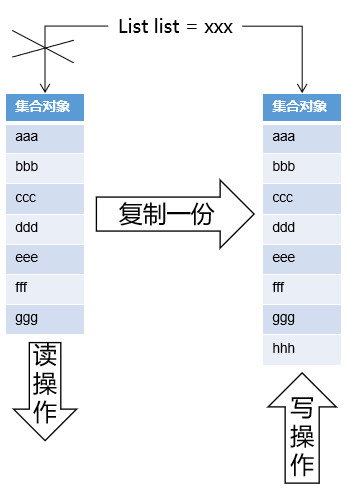 List list = xxx
集合对象
aaa
bbb
ccc
ddd
eee
fff
ggg
复制一份
读操作
集合对象
aaa
bbb
ccc
ddd
eee
fff
ggg
hhh
写操作